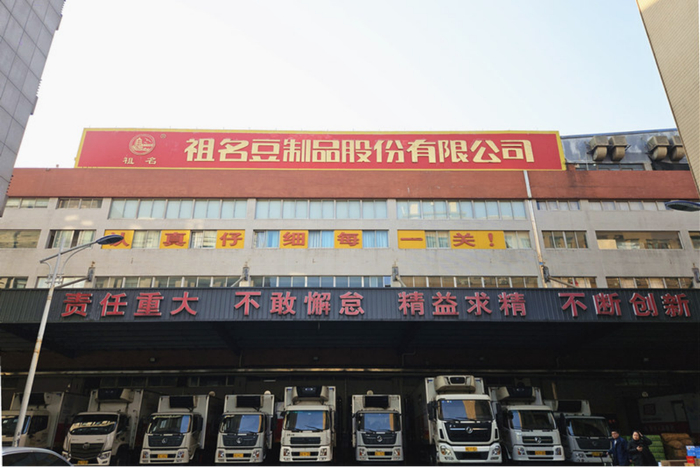 祖名豆制品股份有限公司
祖名
认真仔细每一关!
责任重大 不敢懈怠 精益求精 不断创新